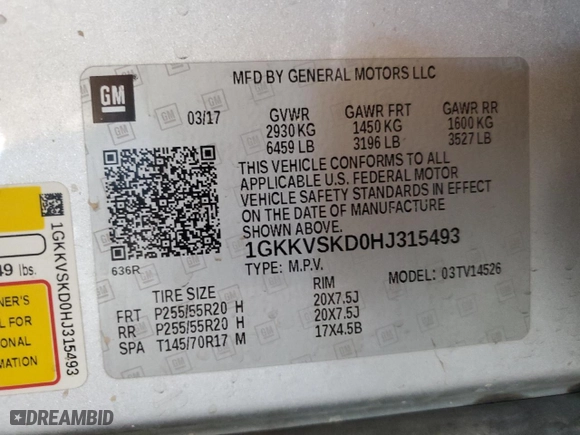 GM
MFD BY GENERAL MOTORS LLC
03/17
GVWR GAWR FRT GAWR RR
2930 KG 1450 KG 1600 KG
6459 LB 3196 LB 3527 LB
THIS VEHICLE CONFORMS TO ALL
APPLICABLE U.S. FEDERAL MOTOR
VEHICLE SAFETY STANDARDS IN EFFECT
ON THE DATE OF MANUFACTURE
SHOWN ABOVE.
1GKKVSKD0HJ315493
TYPE: M.P.V. MODEL: 03TV14526
636R
TIRE SIZE RIM
FRT P255/55R20 H 20X7.5J
RR P255/55R20 H 20X7.5J
SPA T145/70R17 M 17X4.5B
1GKKVSKD0HJ315493
49 lbs.
NER'S
L FOR
ONAL
MATION
DREAMBID